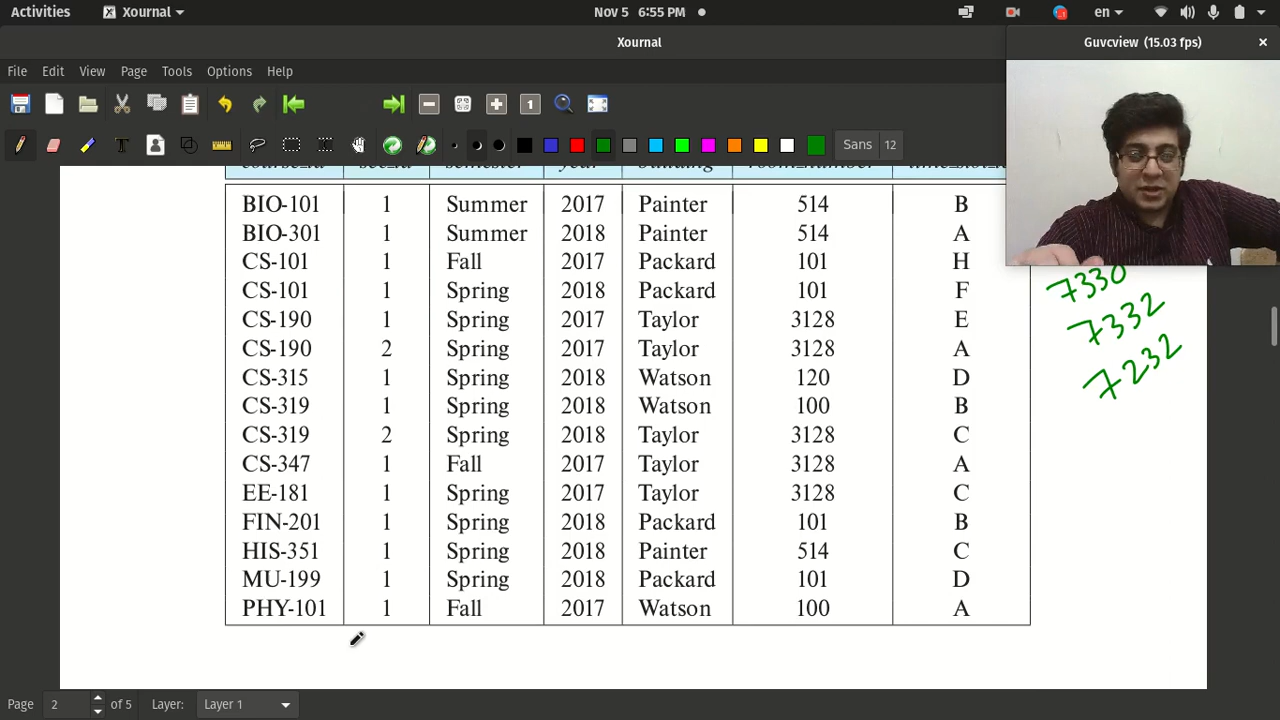 Activities Xournal Nov 5 6:55 PM en
Xournal
Guvcview (15.03 fps)
File Edit View Page Tools Options Help
1
T Sans 12
BIO-101 1 Summer 2017 Painter 514 B
BIO-301 1 Summer 2018 Painter 514 A
CS-101 1 Fall 2017 Packard 101 H
CS-101 1 Spring 2018 Packard 101 F
CS-190 1 Spring 2017 Taylor 3128 E
CS-190 2 Spring 2017 Taylor 3128 A
CS-315 1 Spring 2018 Watson 120 D
CS-319 1 Spring 2018 Watson 100 B
CS-319 2 Spring 2018 Taylor 3128 C
CS-347 1 Fall 2017 Taylor 3128 A
EE-181 1 Spring 2017 Taylor 3128 C
FIN-201 1 Spring 2018 Packard 101 B
HIS-351 1 Spring 2018 Painter 514 C
MU-199 1 Spring 2018 Packard 101 D
PHY-101 1 Fall 2017 Watson 100 A
7330
7332
7232
Page 2 of 5 Layer: Layer 1